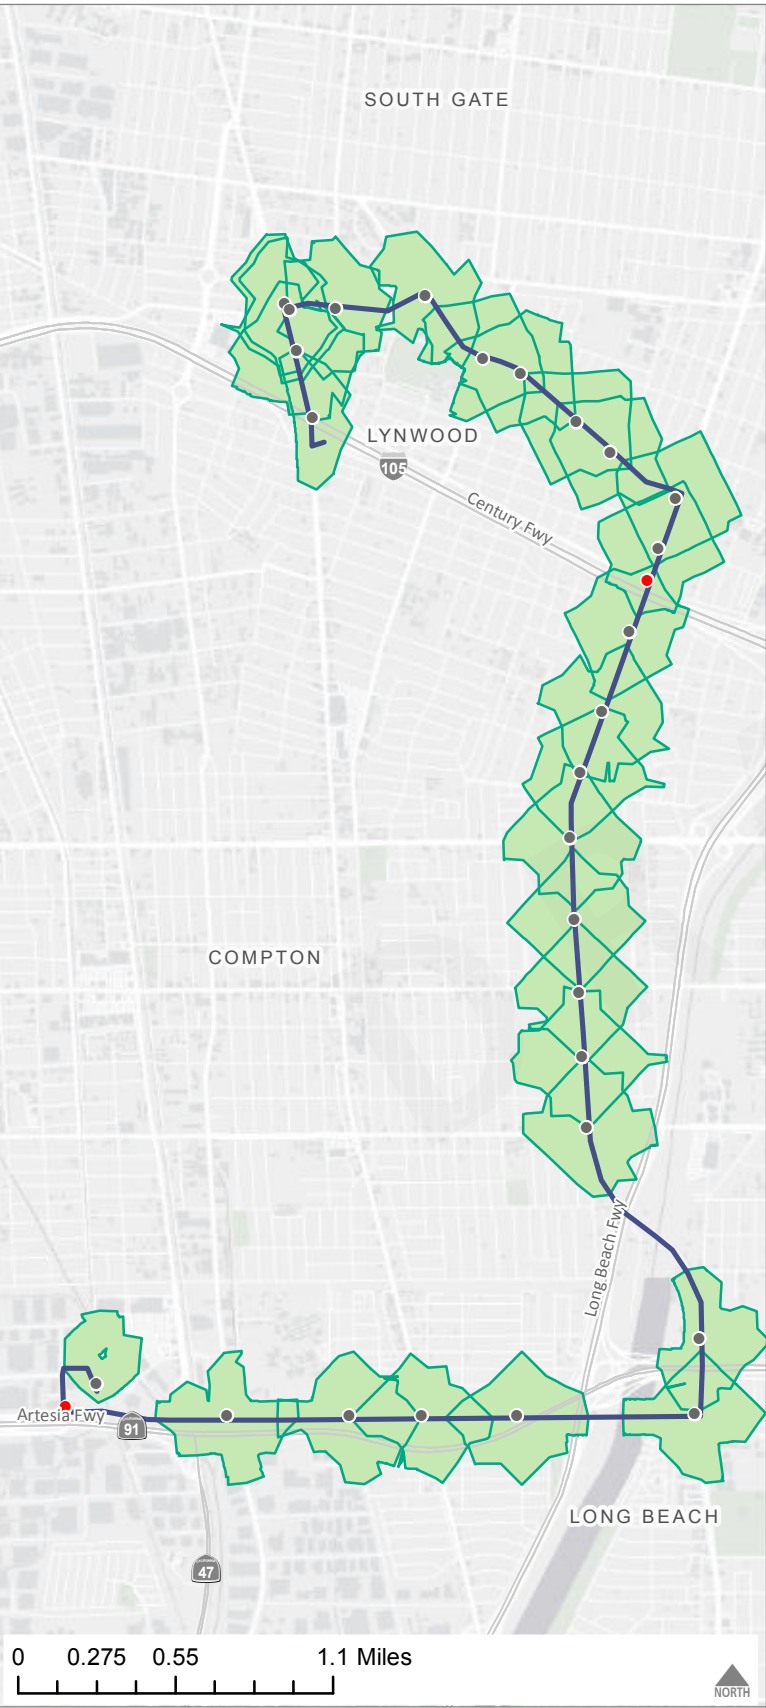 SOUTH GATE
LYNWOOD
105
Century Fwy
COMPTON
Long Beach Fwy
Artesia Fwy
91
LONG BEACH
47
0 0.275 0.55 1.1 Miles
NORTH